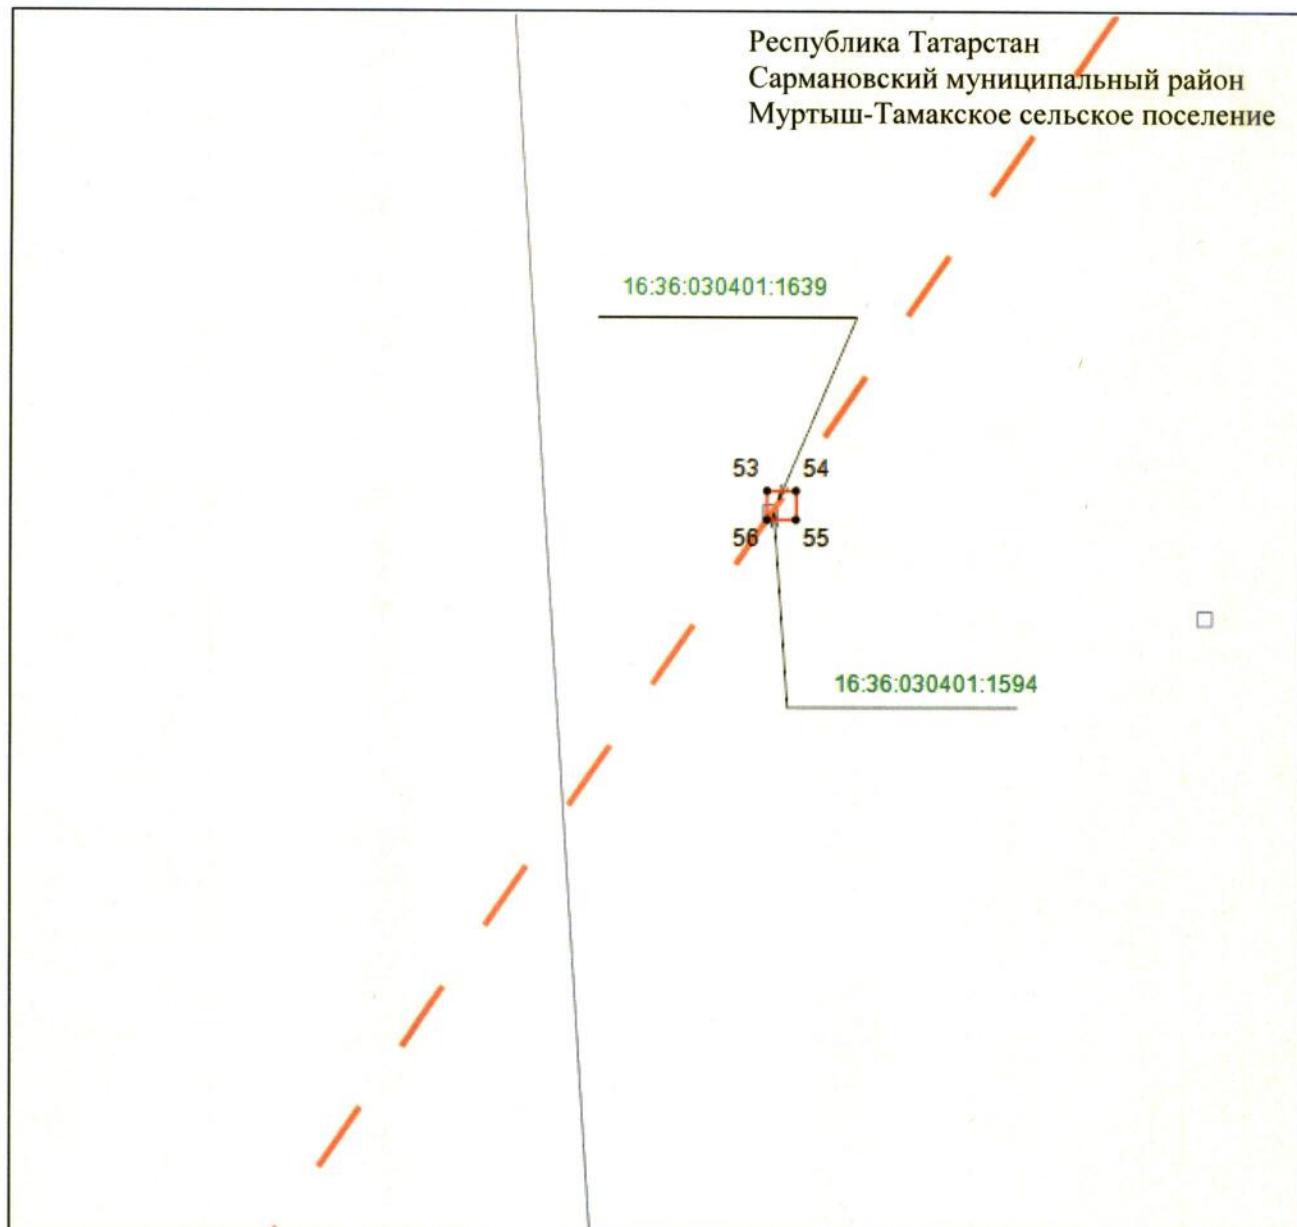 Республика Татарстан
Сармановский муниципальный район
Муртыш-Тамакское сельское поселение
16:36:030401:1639
53 54
56 55
16:36:030401:1594